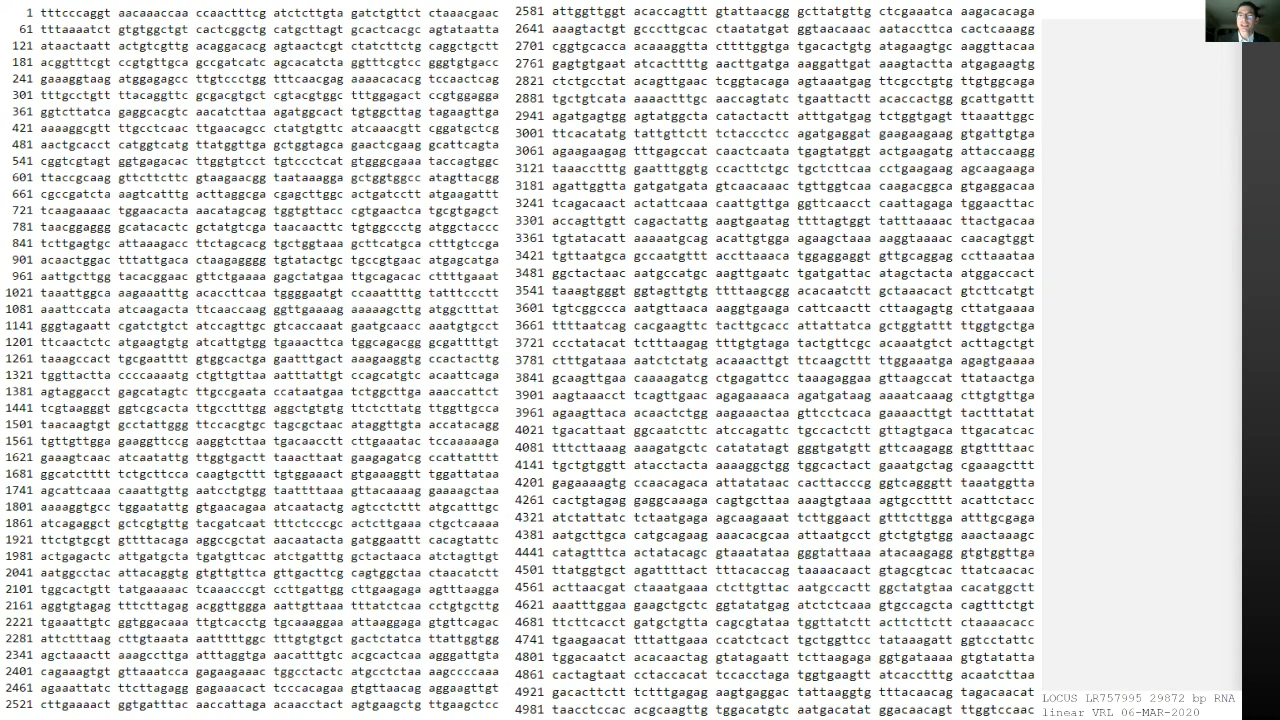 1 tttcccaggt aacaaaccaa ccaactttcg atctcttgta gatctgttct ctaaacgaac
61 tttaaaatct gtgtggctgt cactcggctg catgcttagt gcactcacgc agtataatta
121 ataactaatt actgtcgttg acaggacacg agtaactcgt ctatcttctg caggctgctt
181 acggtttcgt ccgtgttgca gccgatcatc agcacatcta ggtttcgtcc gggtgtgacc
241 gaaaggtaag atggagagcc ttgtccctgg tttcaacgag aaaacacacg tccaactcag
301 tttgcctgtt ttacaggttc gcgacgtgct cgtacgtggc tttggagact ccgtggagga
361 ggtcttatca gaggcacgtc aacatcttaa agatggcact tgtggcttag tagaagttga
421 aaaaggcgtt ttgcctcaac ttgaacagcc ctatgtgttc atcaaacgtt cggatgctcg
481 aactgcacct catggtcatg ttatggttga gctggtagca gaactcgaag gcattcagta
541 cggtcgtagt ggtgagacac ttggtgtcct tgtccctcat gtgggcgaaa taccagtggc
601 ttaccgcaag gttcttcttc gtaagaacgg taataaagga gctggtggcc atagttacgg
661 cgccgatcta aagtcatttg acttaggcga cgagcttggc actgatcctt atgaagattt
721 tcaagaaaac tggaacacta aacatagcag tggtgttacc cgtgaactca tgcgtgagct
781 taacggaggg gcatacactc gctatgtcga taacaacttc tgtggccctg atggctaccc
841 tcttgagtgc attaaagacc ttctagcacg tgctggtaaa gcttcatgca ctttgtccga
901 acaactggac tttattgaca ctaagagggg tgtatactgc tgccgtgaac atgagcatga
961 aattgcttgg tacacggaac gttctgaaaa gagctatgaa ttgcagacac cttttgaaat
1021 taaattggca aagaaatttg acaccttcaa tggggaatgt ccaaattttg tatttccctt
1081 aaattccata atcaagacta ttcaaccaag ggttgaaaag aaaaagctty atggctttat
1141 gggtagaatt cgatctgtct atccagttgc gtcaccaaat gaatgcaacc aaatgtgcct
1201 ttcaactctc atgaagtgtg atcattgtgg tgaaacttca tggcagacgg gcgattttgt
1261 taaagccact tgcgaatttt gtggcactga gaatttgact aaagaaggtg ccactacttg
1321 tggttactta ccccaaaatg ctgttgttaa aatttattgt ccagcatgtc acaattcaga
1381 agtaggacct gagcatagtc ttgccgaata ccataatgaa tctggcttga aaaccattct
1441 tcgtaagggt ggtcgcacta ttgcctttgg aggctgtgtg ttctcttatg ttggttgcca
1501 taacaagtgt gcctattggg ttccacgtgc tagcgctaac ataggttgta accatacagg
1561 tgttgttgga gaaggttccg aaggtcttaa tgacaacctt cttgaaatac tccaaaaaga
1621 gaaagtcaac atcaatattg ttggtgactt taaacttaat gaagagatcg ccattatttt
1681 ggcatctttt tctgcttcca caagtgcttt tgtggaaact gtgaaaggtt tggattataa
1741 agcattcaaa caaattgttg aatcctgtgg taattttaaa gttacaaaag gaaaagctaa
1801 aaaaggtgcc tggaatattg gtgaacagaa atcaatactg agtcctcttt atgcatttgc
1861 atcagaggct gctcgtgttg tacgatcaat tttctcccgc actcttgaaa ctgctcaaaa
1921 ttctgtgcgt gttttacaga aggccgctat aacaatacta gatggaattt cacagtattc
1981 actgagactc attgatgcta tgatgttcac atctgatttg gctactaaca atctagttgt
2041 aatggcctac attacaggtg gtgttgttca gttgacttcg cagtggctaa ctaacatctt
2101 tggcactgtt tatgaaaaac tcaaacccgt ccttgattgg cttgaagaga agtttaagga
2161 aggtgtagag tttcttagag acggttggga aattgttaaa tttatctcaa cctgtgcttg
2221 tgaaattgtc ggtggacaaa ttgtcacctg tgcaaaggaa attaaggaga gtgttcagac
2281 attctttaag cttgtaaata aatttttggc tttgtgtgct gactctatca ttattggtgg
2341 agctaaactt aaagccttga atttaggtga aacatttgtc acgcactcaa agggattgta
2401 cagaaagtgt gttaaatcca gagaagaaac tggcctactc atgcctctaa aagccccaaa
2461 agaaattatc ttcttagagg gagaaacact tcccacagaa gtgttaacag aggaagttgt
2521 cttgaaaact ggtgatttac aaccattaga acaacctact agtgaagctg ttgaagctcc
2581 attggttggt acaccagttt gtattaacgg gcttatgttg ctcgaaatca aagacacaga
2641 aaagtactgt gcccttgcac ctaatatgat ggtaacaaac aataccttca cactcaaagg
2701 cggtgcacca acaaaggtta cttttggtga tgacactgtg atagaagtgc aaggttacaa
2761 gagtgtgaat atcacttttg aacttgatga aaggattgat aaagtactta atgagaagtg
2821 ctctgcctat acagttgaac tcggtacaga agtaaatgag ttcgcctgtg ttgtggcaga
2881 tgctgtcata aaaactttgc aaccagtatc tgaattactt acaccactgg gcattgattt
2941 agatgagtgg agtatggcta catactactt atttgatgag tctggtgagt ttaaattggc
3001 ttcacatatg tattgttctt tctaccctcc agatgaggat gaagaagaag gtgattgtga
3061 agaagaagag tttgagccat caactcaata tgagtatggt actgaagatg attaccaagg
3121 taaacctttg gaatttggtg ccacttctgc tgctcttcaa cctgaagaag agcaagaaga
3181 agattggtta gatgatgata gtcaacaaac tgttggtcaa caagacggca gtgaggacaa
3241 tcagacaact actattcaaa caattgttga ggttcaacct caattagaga tggaacttac
3301 accagttgtt cagactattg aagtgaatag ttttagtggt tatttaaaac ttactgacaa
3361 tgtatacatt aaaaatgcag acattgtgga agaagctaaa aaggtaaaac caacagtggt
3421 tgttaatgca gccaatgttt accttaaaca tggaggaggt gttgcaggag ccttaaataa
3481 ggctactaac aatgccatgc aagttgaatc tgatgattac atagctacta atggaccact
3541 taaagtgggt ggtagttgtg ttttaagcgg acacaatctt gctaaacact gtcttcatgt
3601 tgtcggccca aatgttaaca aaggtgaaga cattcaactt cttaagagtg cttatgaaaa
3661 ttttaatcag cacgaagttc tacttgcacc attattatca gctggtattt ttggtgctga
3721 ccctatacat tctttaagag tttgtgtaga tactgttcgc acaaatgtct acttagctgt
3781 ctttgataaa aatctctatg acaaacttgt ttcaagcttt ttggaaatga agagtgaaaa
3841 gcaagttgaa caaaagatcg ctgagattcc taaagaggaa gttaagccat ttataactga
3901 aagtaaacct tcagttgaac agagaaaaca agatgataag aaaatcaaag cttgtgttga
3961 agaagttaca acaactctgg aagaaactaa gttcctcaca gaaaacttgt tactttatat
4021 tgacattaat ggcaatcttc atccagattc tgccactctt gttagtgaca ttgacatcac
4081 tttcttaaag aaagatgctc catatatagt gggtgatgtt gttcaagagg gtgttttaac
4141 tgctgtggtt atacctacta aaaaggctgg tggcactact gaaatgctag cgaaagcttt
4201 gagaaaagtg ccaacagaca attatataac cacttacccg ggtcagggtt taaatggtta
4261 cactgtagag gaggcaaaga cagtgcttaa aaagtgtaaa agtgcctttt acattctacc
4321 atctattatc tctaatgaga agcaagaaat tcttggaact gtttcttgga atttgcgaga
4381 aatgcttgca catgcagaag aaacacgcaa attaatgcct gtctgtgtgg aaactaaagc
4441 catagtttca actatacagc gtaaatataa gggtattaaa atacaagagg gtgtggttga
4501 ttatggtgct agattttact tttacaccag taaaacaact gtagcgtcac ttatcaacac
4561 acttaacgat ctaaatgaaa ctcttgttac aatgccactt ggctatgtaa cacatggctt
4621 aaatttggaa gaagctgctc ggtatatgag atctctcaaa gtgccagcta cagtttctgt
4681 ttcttcacct gatgctgtta cagcgtataa tggttatctt acttcttctt ctaaaacacc
4741 tgaagaacat tttattgaaa ccatctcact tgctggttcc tataaagatt ggtcctattc
4801 tggacaatct acacaactag gtatagaatt tcttaagaga ggtgataaaa gtgtatatta
4861 cactagtaat cctaccacat tccacctaga tggtgaagtt atcacctttg acaatcttaa
4921 gacacttctt tctttgagag aagtgaggac tattaaggtg tttacaacag tagacaacat
4981 taacctccac acgcaagttg tggacatgtc aatgacatat ggacaacagt ttggtccaac
LOCUS LR757995 29872 bp RNA
linear VRL 06-MAR-2020